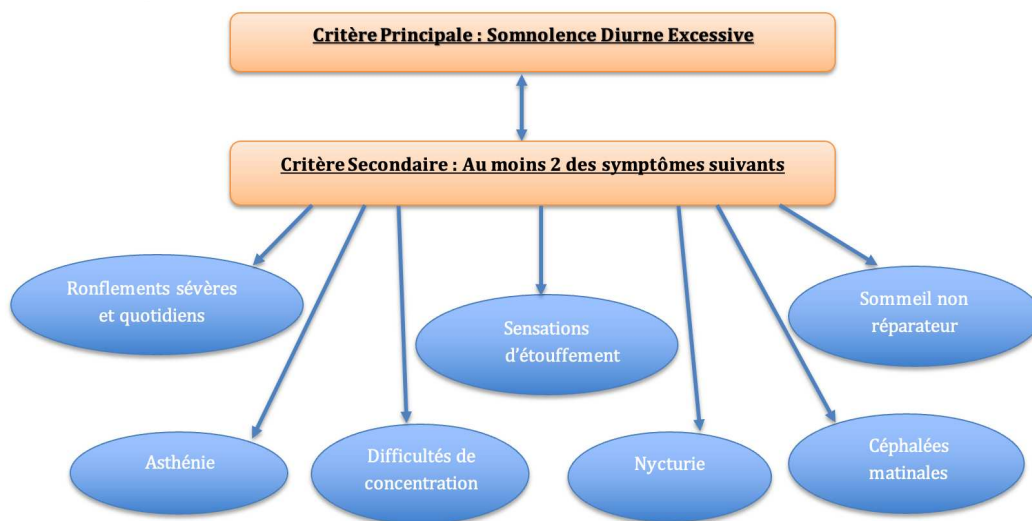 Critère Principale : Somnolence Diurne Excessive
Critère Secondaire : Au moins 2 des symptômes suivants
Ronflements sévères
et quotidiens
Sensations
d'étouffement
Sommeil non
réparateur
Asthénie
Difficultés de
concentration
Nycturie
Céphalées
matinales